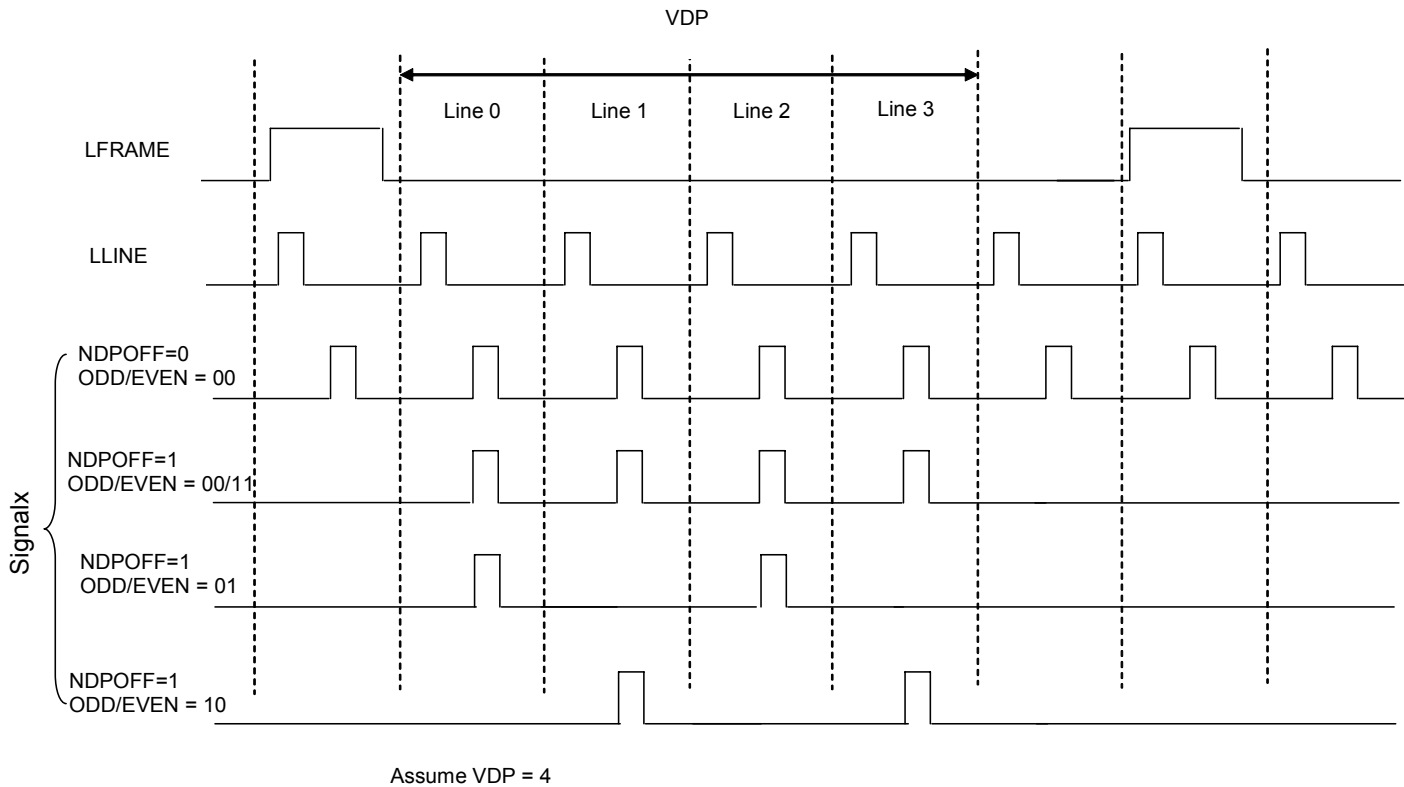 VDP
Line 0
Line 1
Line 2
Line 3
LFRAME
LLINE
Signalx
NDPOFF=0
ODD/EVEN = 00
NDPOFF=1
ODD/EVEN = 00/11
NDPOFF=1
ODD/EVEN = 01
NDPOFF=1
ODD/EVEN = 10
Assume VDP = 4